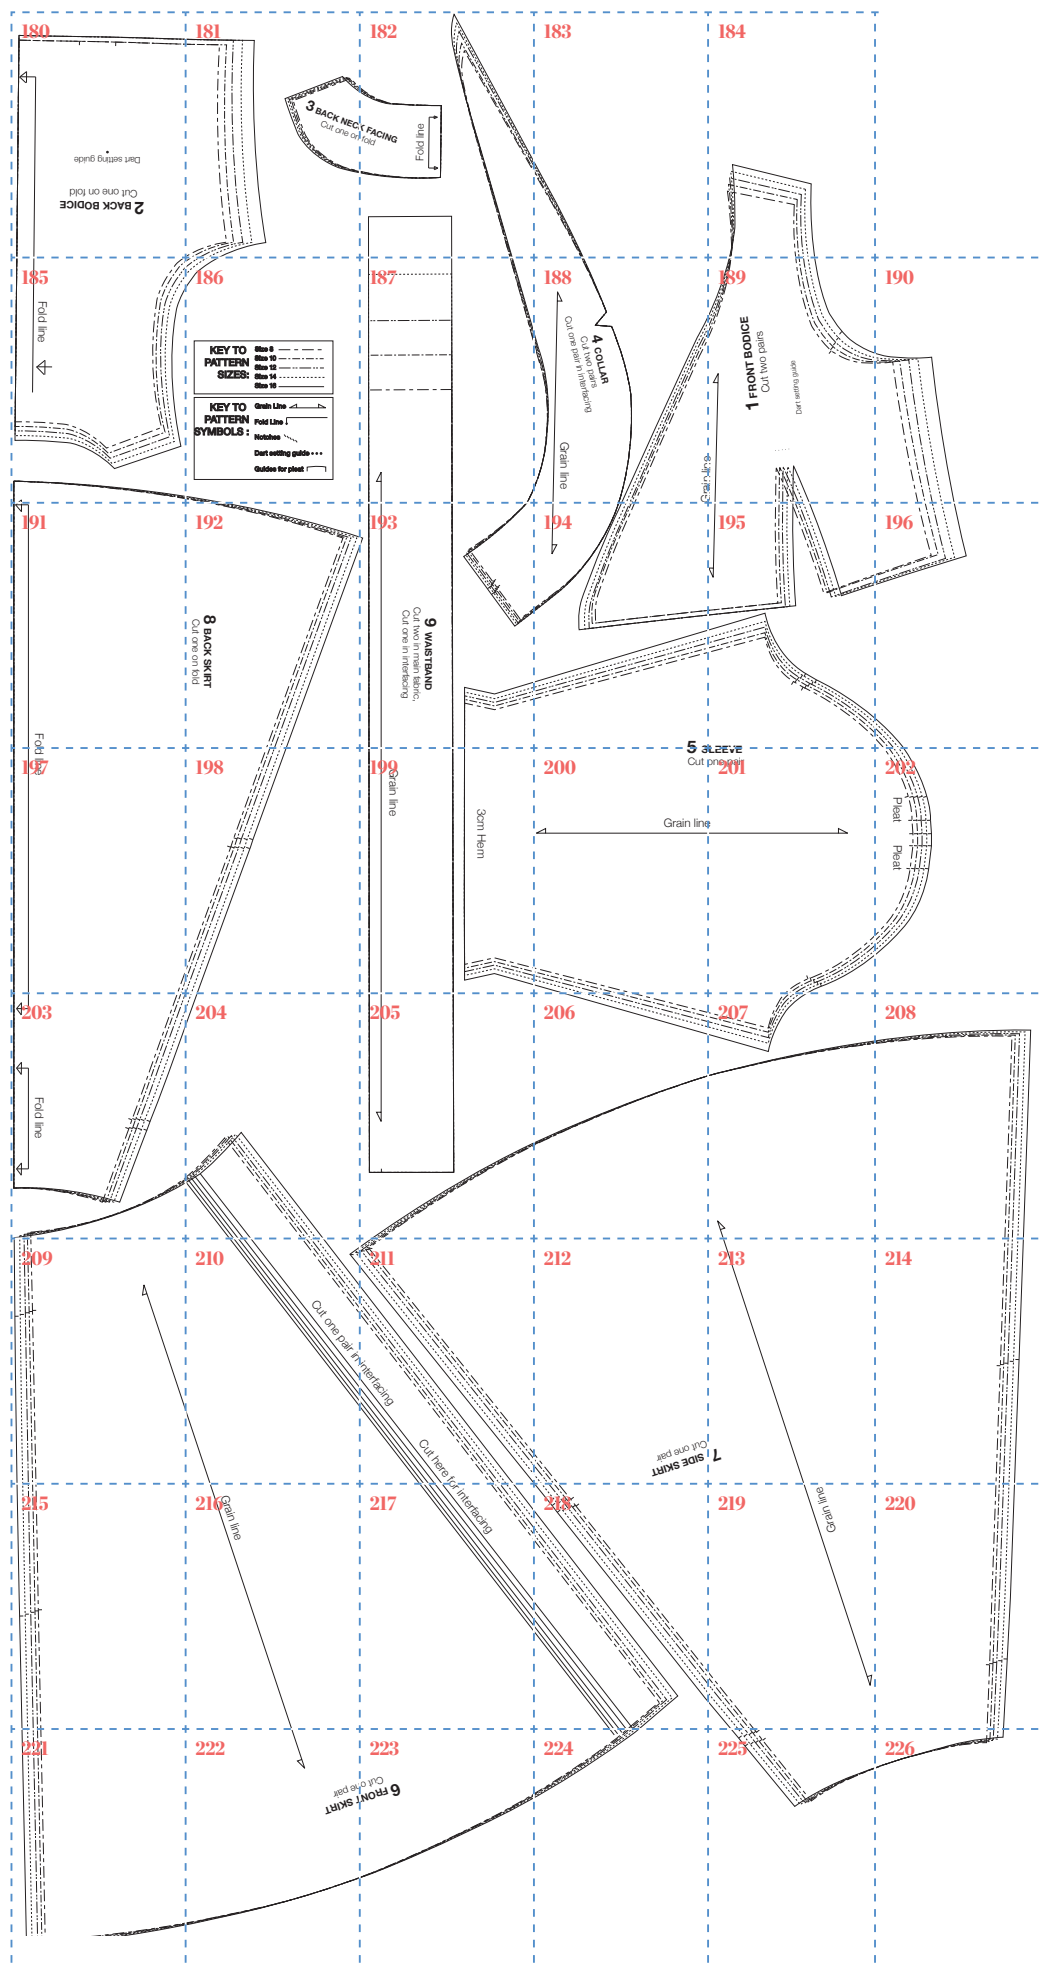 180
181
182
183
184
3 BACK NECK FACING
Cut one on fold
Fold line
Dart setting guide
2 BACK BODICE
Cut one on fold
185
186
187
188
189
190
Fold line
KEY TO PATTERN SIZES:
Size 8
Size 10
Size 12
Size 14
Size 16
KEY TO PATTERN SYMBOLS :
Grain Line
Fold Line
Notches
Dart setting guide
Guides for pleat
4 COLLAR
Cut two pairs
Cut one pair in interfacing
Grain line
1 FRONT BODICE
Cut two pairs
Dart setting guide
Grain line
191
192
193
194
195
196
8 BACK SKIRT
Cut one on fold
Fold line
9 WAISTBAND
Cut two in main fabric,
Cut one in interfacing
Grain line
5 SLEEVE
Cut one pair
197
198
199
200
201
202
3cm Hem
Grain line
Pleat
Pleat
203
204
205
206
207
208
Fold line
209
210
211
212
213
214
Cut one pair in interfacing
Cut here for interfacing
7 SIDE SKIRT
Cut one pair
215
216
217
218
219
220
Grain line
Grain line
221
222
223
224
225
226
6 FRONT SKIRT
Cut one pair